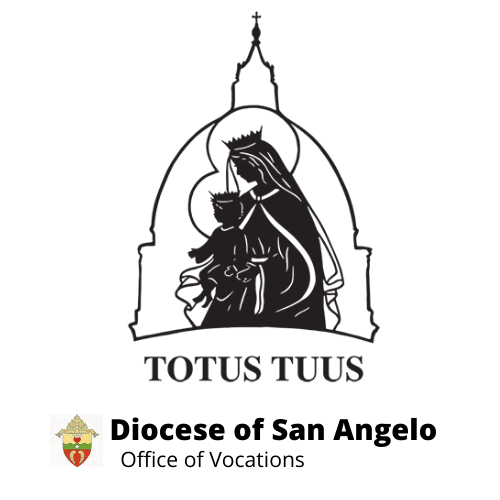 TOTUS TUUS
Diocese of San Angelo
Office of Vocations